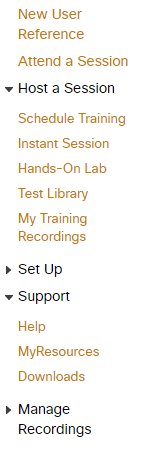 New User
Reference
Attend a Session
Host a Session
Schedule Training
Instant Session
Hands-On Lab
Test Library
My Training
Recordings
Set Up
Support
Help
MyResources
Downloads
Manage
Recordings